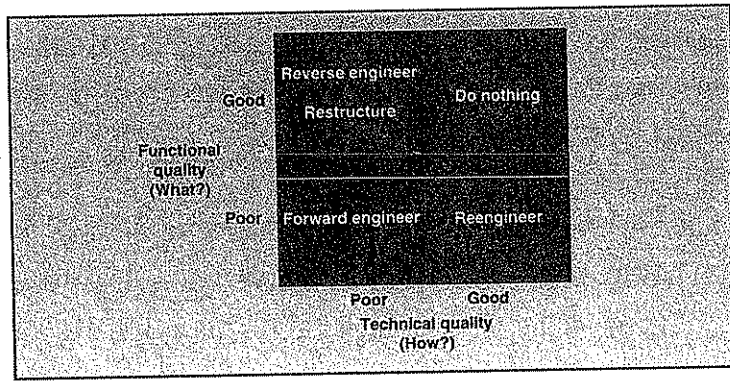 Reverse engineer
Good
Do nothing
Restructure
Functional
quality
(What?)
Poor
Forward engineer
Reengineer
Poor
Good
Technical quality
(How?)